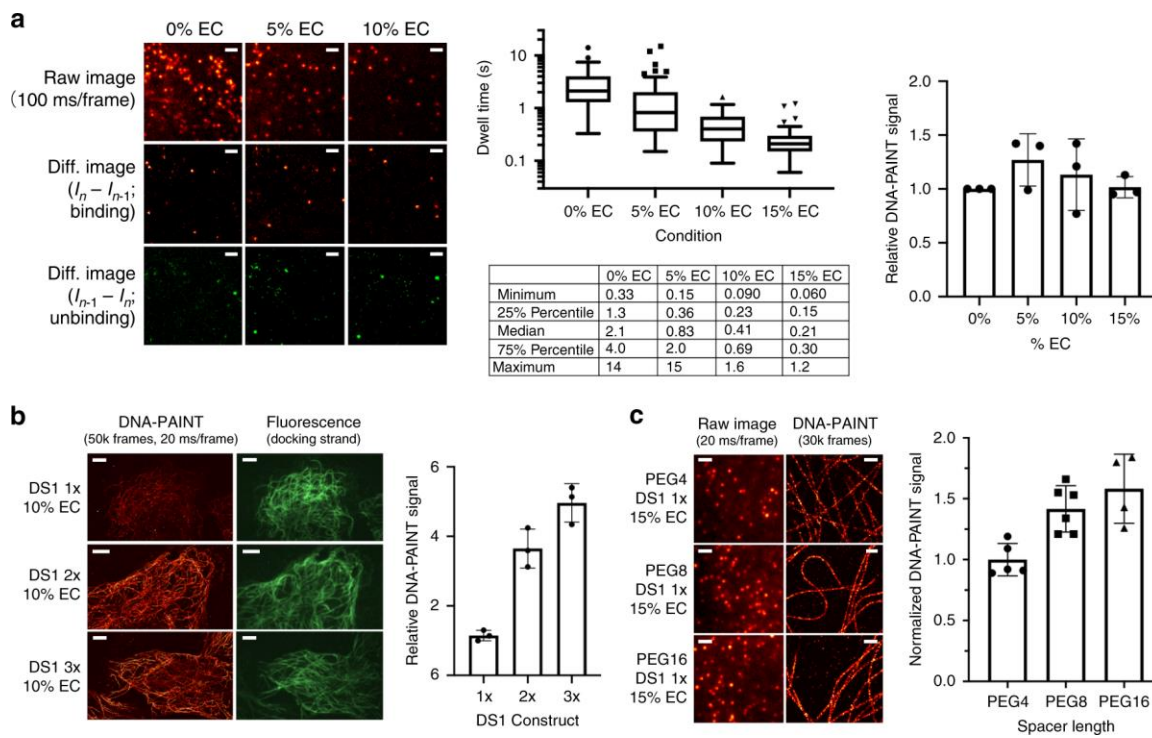 a
0% EC 5% EC 10% EC
Raw image
(100 ms/frame)
Diff. image
(In – In-1;
binding)
Diff. image
(In-1 – In;
unbinding)
Dwell time (s)
10
1
0.1
0% EC 5% EC 10% EC 15% EC
Condition
0% EC 5% EC 10% EC 15% EC
Minimum 0.33 0.15 0.090 0.060
25% Percentile 1.3 0.36 0.23 0.15
Median 2.1 0.83 0.41 0.21
75% Percentile 4.0 2.0 0.69 0.30
Maximum 14 15 1.6 1.2
Relative DNA-PAINT signal
2.0
1.5
1.0
0.5
0.0
0% 5% 10% 15%
% EC
b
DNA-PAINT
(50k frames, 20 ms/frame)
Fluorescence
(docking strand)
DS1 1x
10% EC
DS1 2x
10% EC
DS1 3x
10% EC
Relative DNA-PAINT signal
6
4
2
6
1x 2x 3x
DS1 Construct
c
Raw image
(20 ms/frame)
DNA-PAINT
(30k frames)
PEG4
DS1 1x
15% EC
PEG8
DS1 1x
15% EC
PEG16
DS1 1x
15% EC
Normalized DNA-PAINT signal
2.0
1.5
1.0
0.5
0.0
PEG4 PEG8 PEG16
Spacer length